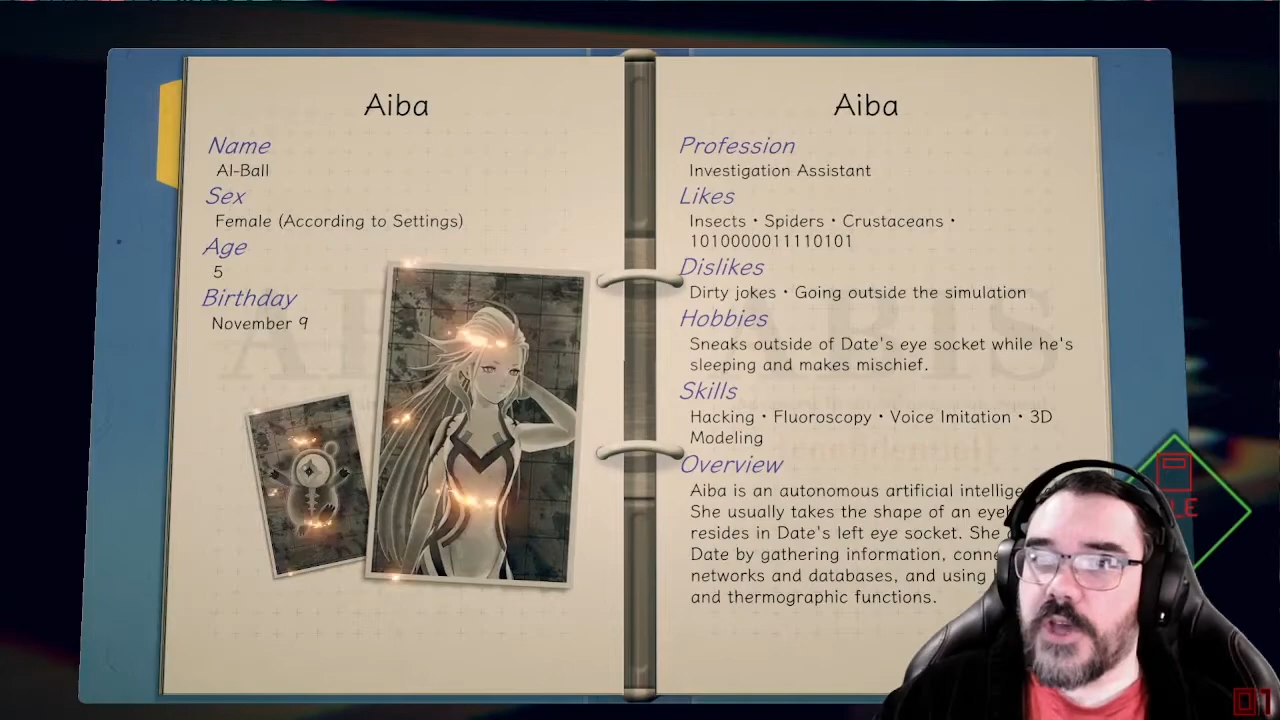 Aiba
Name
AI-Ball
Sex
Female (According to Settings)
Age
5
Birthday
November 9
Aiba
Profession
Investigation Assistant
Likes
Insects・Spiders・Crustaceans・
1010000011110101
Dislikes
Dirty jokes・Going outside the simulation
Hobbies
Sneaks outside of Date's eye socket while he's
sleeping and makes mischief.
Skills
Hacking・Fluoroscopy・Voice Imitation・3D
Modeling
Overview
Aiba is an autonomous artificial
She usually takes the shape of an
resides in Date's left eye socket. She
Date by gathering information,
networks and databases, and using
and thermographic functions.
ABIS
01